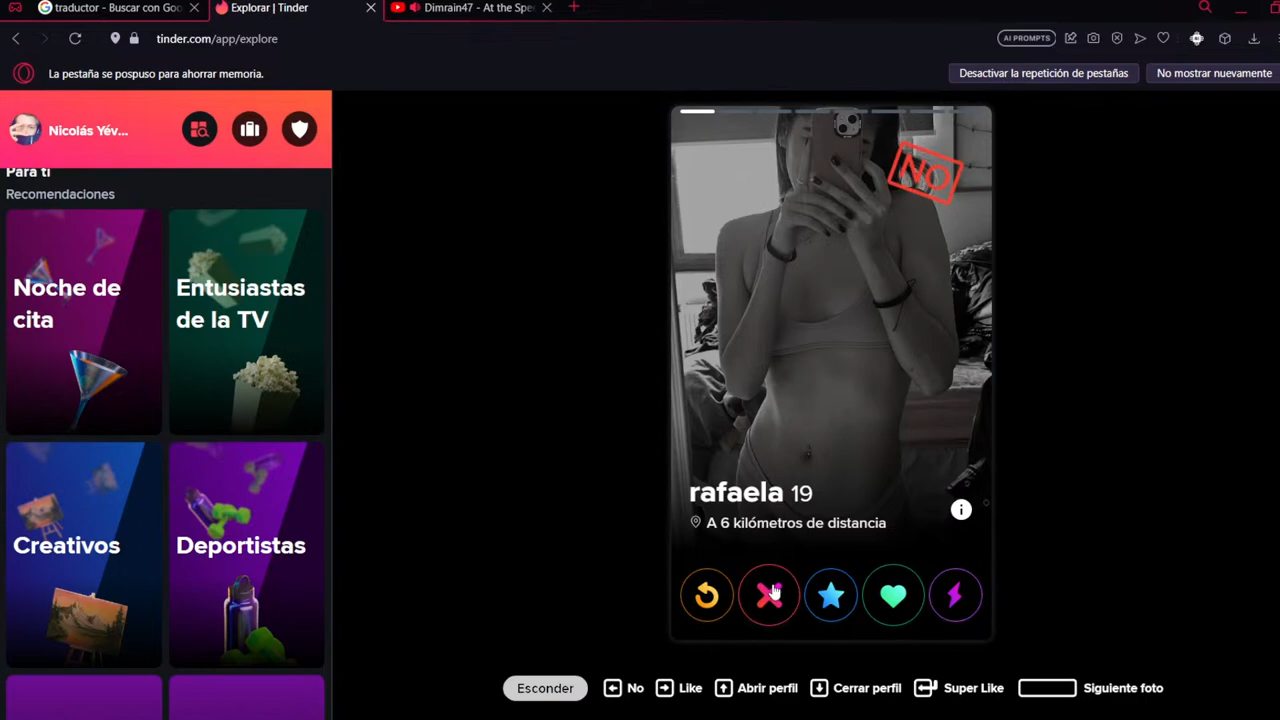 traductor - Buscar con Goo
Explorar | Tinder
Dimrain47 - At the Spe
tinder.com/app/explore
AI PROMPTS
La pestaña se pospuso para ahorrar memoria.
Desactivar la repetición de pestañas
No mostrar nuevamente
Nicolás Yév...
Para ti
Recomendaciones
Noche de
cita
Entusiastas
de la TV
Creativos
Deportistas
NO
rafaela 19
A 6 kilómetros de distancia
Esconder
No
Like
Abrir perfil
Cerrar perfil
Super Like
Siguiente foto